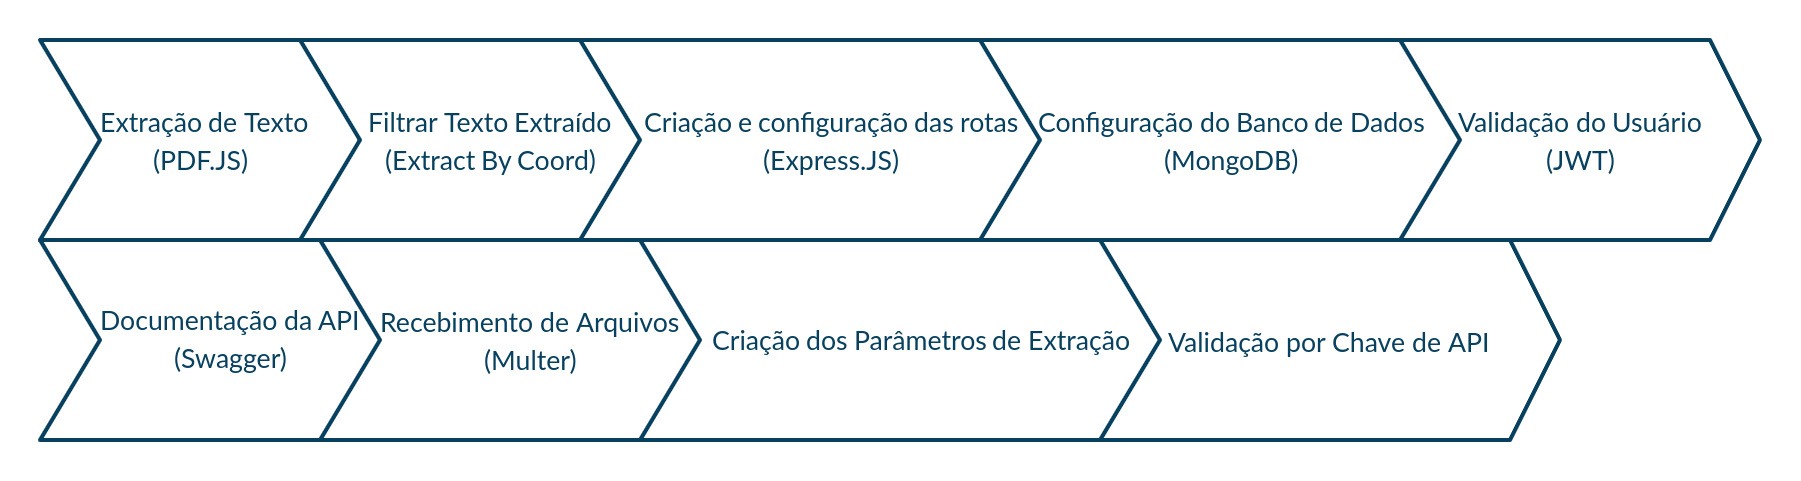 Extração de Texto
(PDF.JS)
Filtrar Texto Extraído
(Extract By Coord)
Criação e configuração das rotas
(Express.JS)
Configuração do Banco de Dados
(MongoDB)
Validação do Usuário
(JWT)
Documentação da API
(Swagger)
Recebimento de Arquivos
(Multer)
Criação dos Parâmetros de Extração
Validação por Chave de API